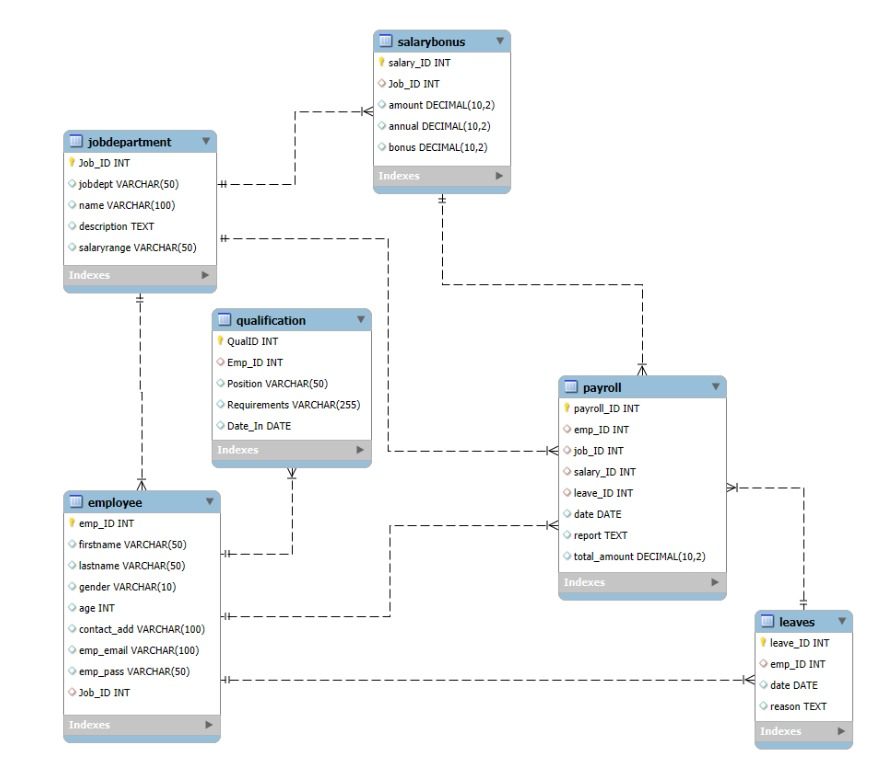 salarybonus
salary_ID INT
Job_ID INT
amount DECIMAL(10,2)
annual DECIMAL(10,2)
bonus DECIMAL(10,2)
Indexes
jobdepartment
Job_ID INT
jobdept VARCHAR(50)
name VARCHAR(100)
description TEXT
salaryrange VARCHAR(50)
Indexes
qualification
QualID INT
Emp_ID INT
Position VARCHAR(50)
Requirements VARCHAR(255)
Date_In DATE
Indexes
payroll
payroll_ID INT
emp_ID INT
job_ID INT
salary_ID INT
leave_ID INT
date DATE
report TEXT
total_amount DECIMAL(10,2)
Indexes
employee
emp_ID INT
firstname VARCHAR(50)
lastname VARCHAR(50)
gender VARCHAR(10)
age INT
contact_add VARCHAR(100)
emp_email VARCHAR(100)
emp_pass VARCHAR(50)
Job_ID INT
Indexes
leaves
leave_ID INT
emp_ID INT
date DATE
reason TEXT
Indexes